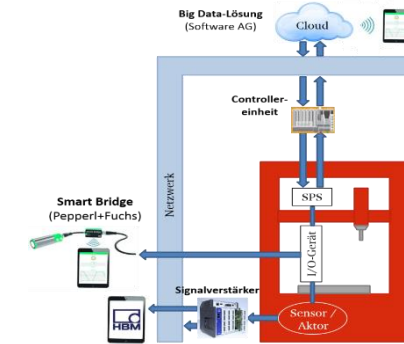 Big Data-Lösung
(Software AG)
Cloud
Controller-
einheit
Netzwerk
SPS
Smart Bridge
(Pepperl+Fuchs)
I/O-Gerät
Signalverstärker
HBM
Sensor /
Aktor